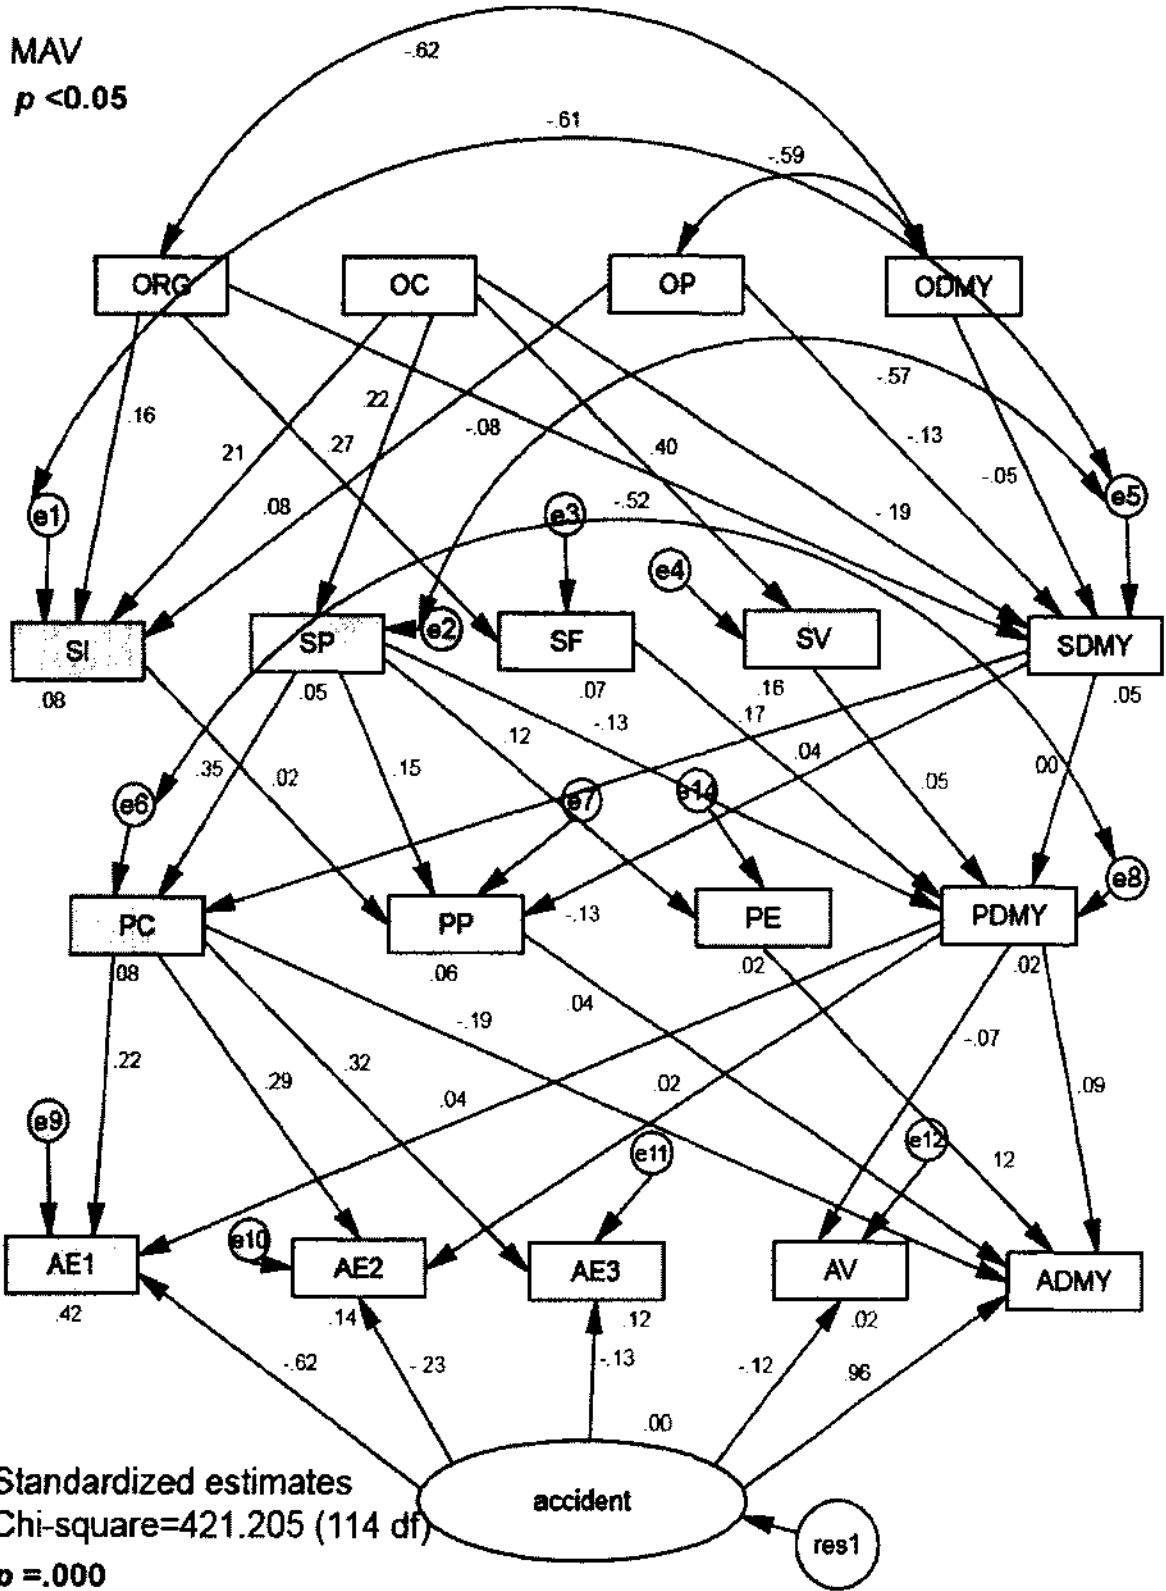 MAV
p <0.05
-.62
-.61
-.59
ORG
OC
OP
ODMY
-.57
.16
.22
21
.27
-.08
.40
-.13
-.05
.08
-.52
-.19
e1
e3
e5
e4
e2
SI
SP
SF
SV
SDMY
.08
.05
.07
.16
.05
.12
-.13
.17
.04
.00
.35
.02
.15
.05
e6
e7
e14
e8
PC
PP
PE
PDMY
-.13
08
.06
.02
.02
-.19
.04
-.07
.22
.29
.32
.04
.02
.09
e9
e11
e12
12
e10
AE1
AE2
AE3
AV
ADMY
.42
.14
.12
.02
-.62
-.23
-.13
-.12
.96
.00
Standardized estimates
accident
Chi-square=421.205 (114 df)
res1
p =.000